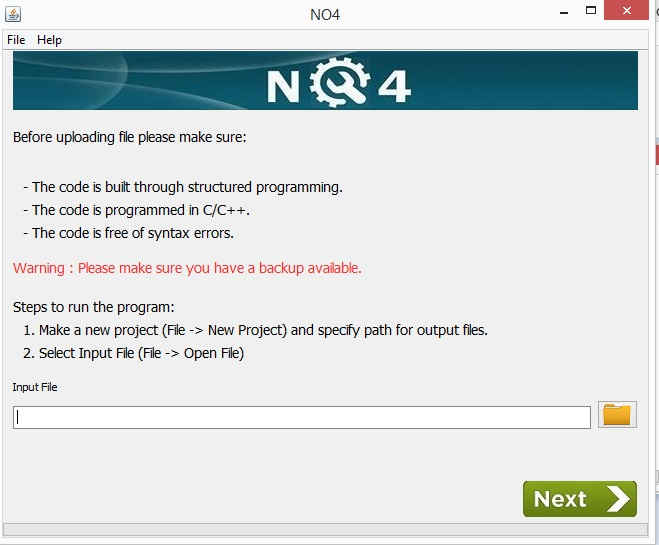 NO4
File Help
NO4
Before uploading file please make sure:
- The code is built through structured programming.
- The code is programmed in C/C++.
- The code is free of syntax errors.
Warning : Please make sure you have a backup available.
Steps to run the program:
1. Make a new project (File -> New Project) and specify path for output files.
2. Select Input File (File -> Open File)
Input File
Next